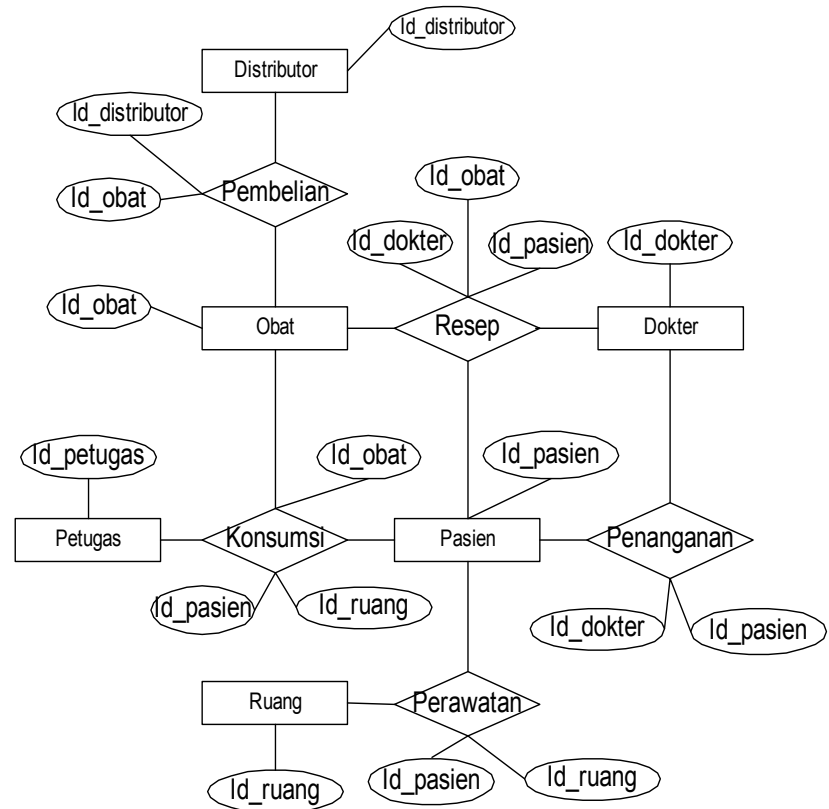 Id_distributor
Distributor
Id_distributor
Id_obat
Pembelian
Id_obat
Id_dokter
Id_pasien
Id_dokter
Id_obat
Obat
Resep
Dokter
Id_petugas
Id_obat
Id_pasien
Petugas
Konsumsi
Pasien
Penanganan
Id_pasien
Id_ruang
Id_dokter
Id_pasien
Ruang
Perawatan
Id_ruang
Id_pasien
Id_ruang